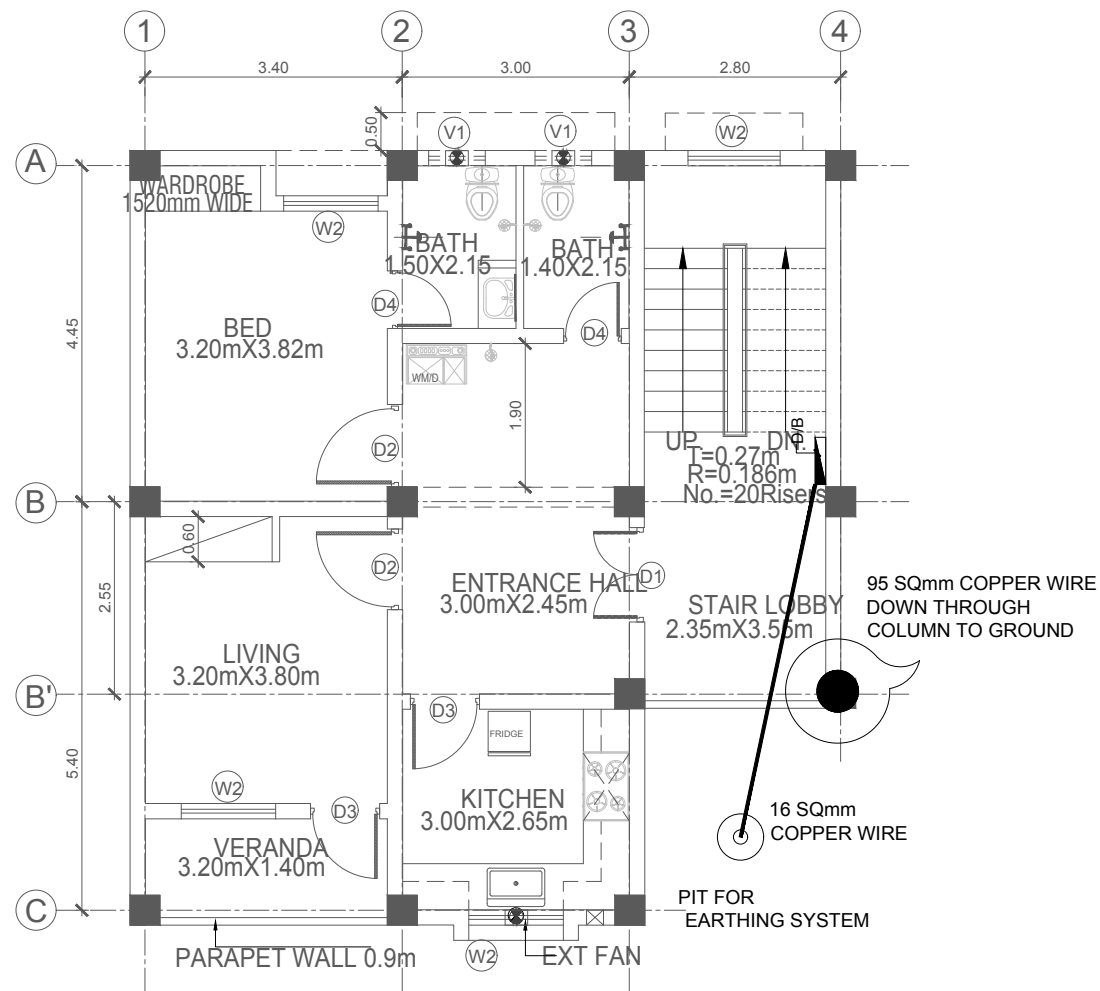 1
2
3
4
3.40
3.00
2.80
0.50
V1
V1
W2
A
WARDROBE
1520mm WIDE
W2
BATH
1.50X2.15
BATH
1.40X2.15
D4
D4
4.45
BED
3.20mX3.82m
WM/D
1.90
D2
UP.
DN.
D/B
T=0.27m
R=0.186m
No.=20Risers
B
0.60
D2
2.55
ENTRANCE HALL
3.00mX2.45m
D1
STAIR LOBBY
2.35mX3.55m
95 SQmm COPPER WIRE
DOWN THROUGH
COLUMN TO GROUND
LIVING
3.20mX3.80m
B'
D3
FRIDGE
5.40
W2
D3
KITCHEN
3.00mX2.65m
16 SQmm
COPPER WIRE
VERANDA
3.20mX1.40m
C
PIT FOR
EARTHING SYSTEM
PARAPET WALL 0.9m
W2
EXT FAN